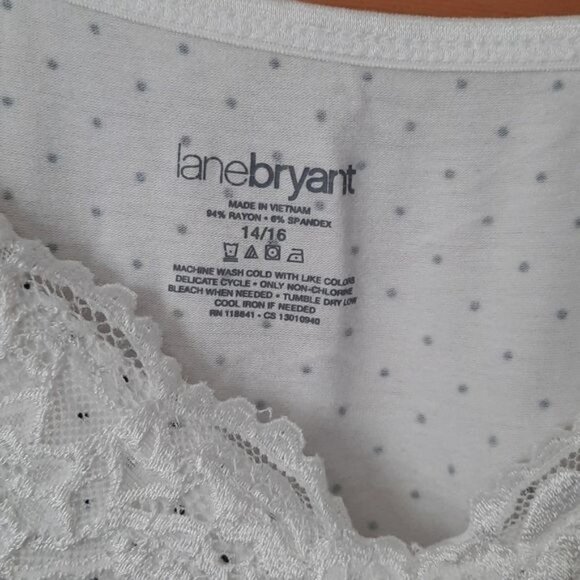 lanebryant
MADE IN VIETNAM
94% RAYON • 6% SPANDEX
14/16
MACHINE WASH COLD WITH LIKE COLORS
DELICATE CYCLE • ONLY NON-CHLORINE
BLEACH WHEN NEEDED • TUMBLE DRY LOW
COOL IRON IF NEEDED
RN 118641 • CS 13010940